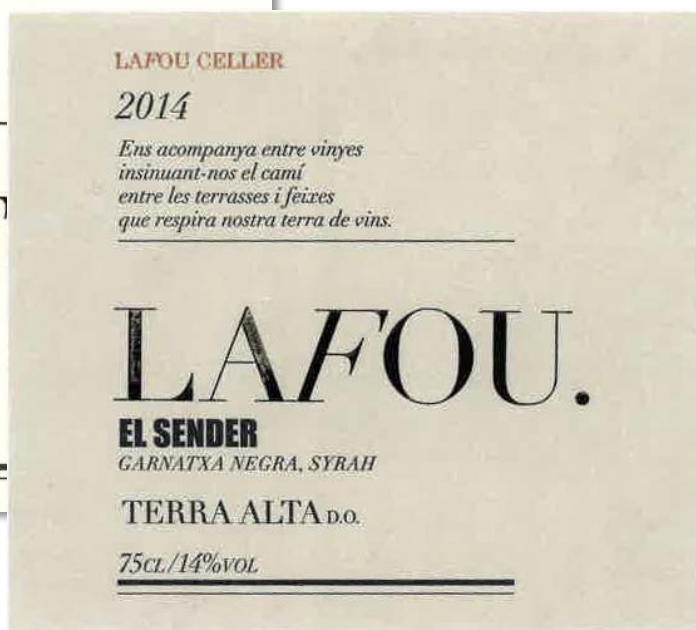 LAFOU CELLER
2014
Ens acompanya entre vinyes
insinuant-nos el camí
entre les terrasses i feixes
que respira nostra terra de vins.
LAFOU.
EL SENDER
GARNATXA NEGRA, SYRAH
TERRA ALTA D.O.
75CL/14%VOL